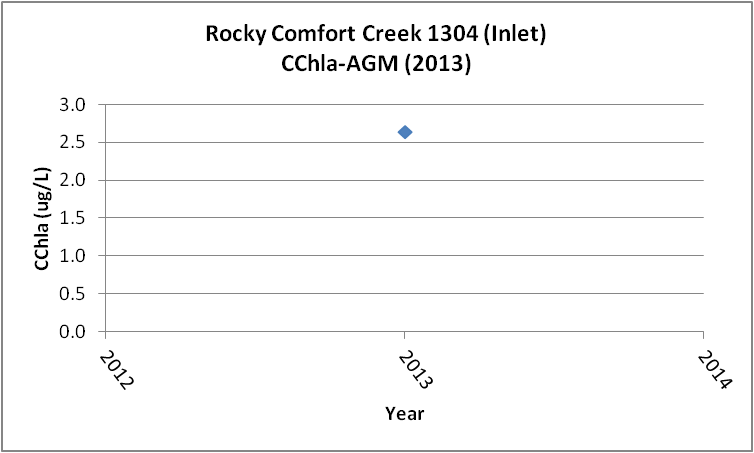 Rocky Comfort Creek 1304 (Inlet)
CChla-AGM (2013)
3.0
2.5
2.0
1.5
1.0
0.5
0.0
CChla (ug/L)
2012
2013
2014
Year